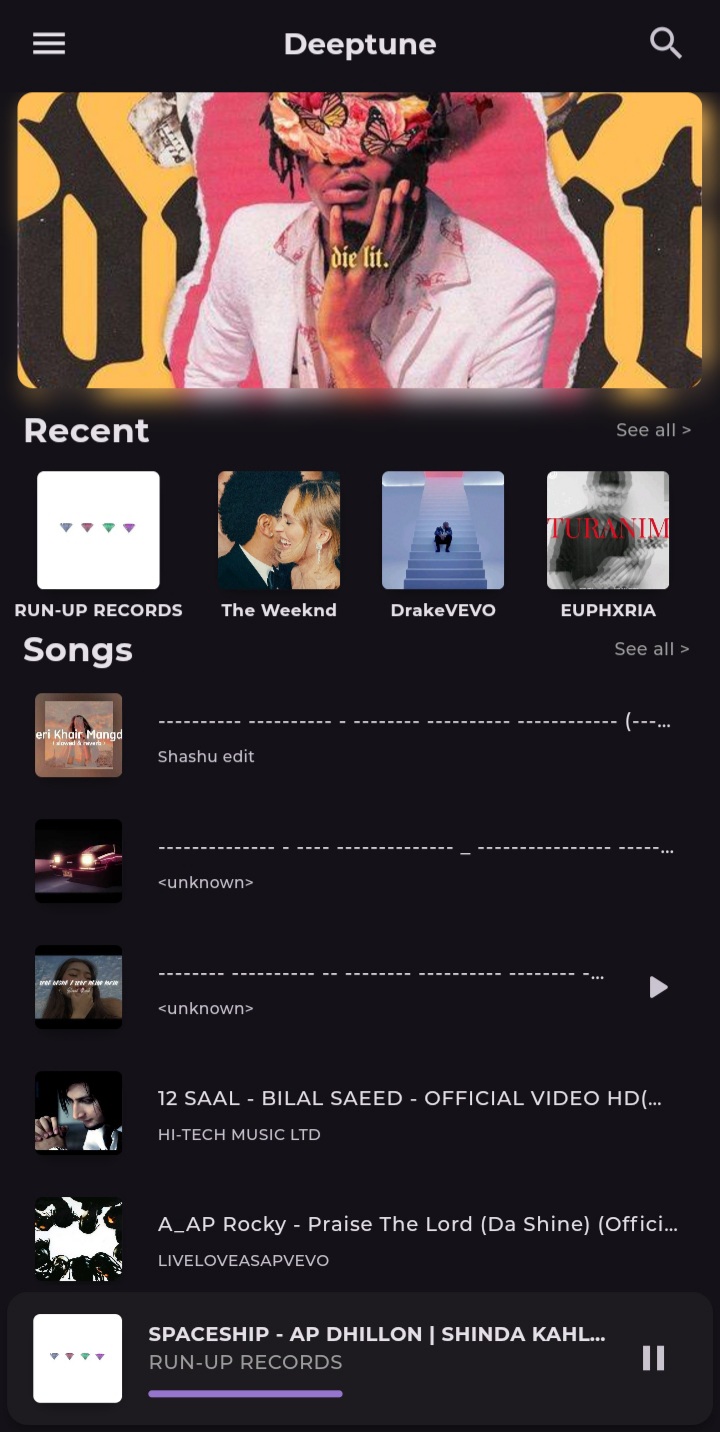 Deeptune
die lit.
Recent
See all >
TURANIM
RUN-UP RECORDS
The Weeknd
DrakeVEVO
EUPHXRIA
Songs
See all >
eri Khair Mangd
( slowed & reverb )
---------- ---------- - -------- ---------- ------------ (---...
Shashu edit
-------------- - ---- -------------- _ ---------------- -----...
<unknown>
-------- ---------- -- -------- ---------- -------- -...
<unknown>
12 SAAL - BILAL SAEED - OFFICIAL VIDEO HD(...
HI-TECH MUSIC LTD
A_AP Rocky - Praise The Lord (Da Shine) (Offici...
LIVELOVEASAPVEVO
SPACESHIP - AP DHILLON | SHINDA KAHL...
RUN-UP RECORDS